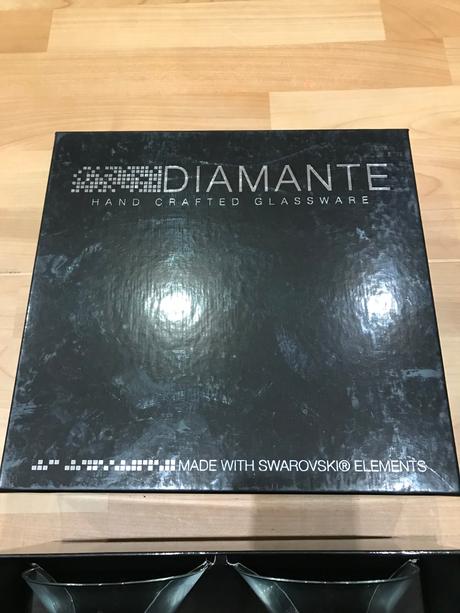 DIAMANTE
HAND CRAFTED GLASSWARE
MADE WITH SWAROVSKI® ELEMENTS